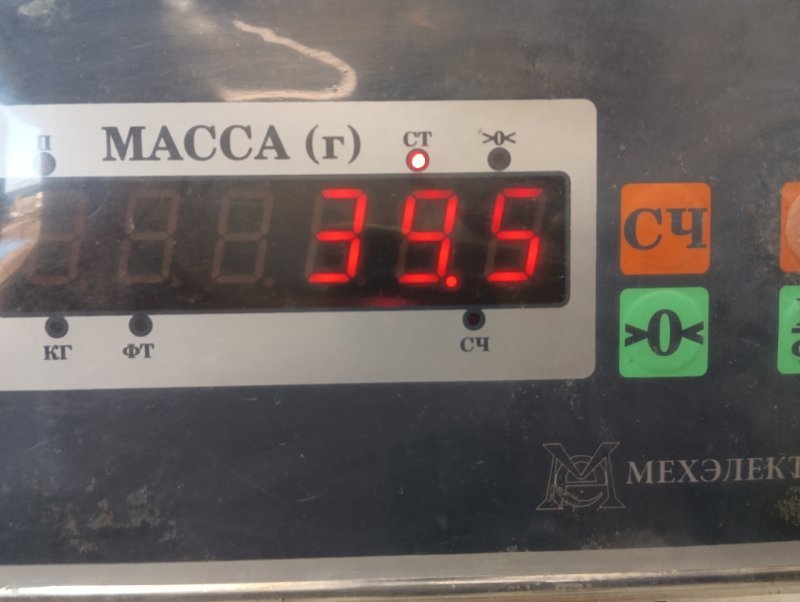 П МАССА (г) СТ >0<
39.5
СЧ
>0<
КГ ФТ СЧ
МЕХЭЛЕКТ